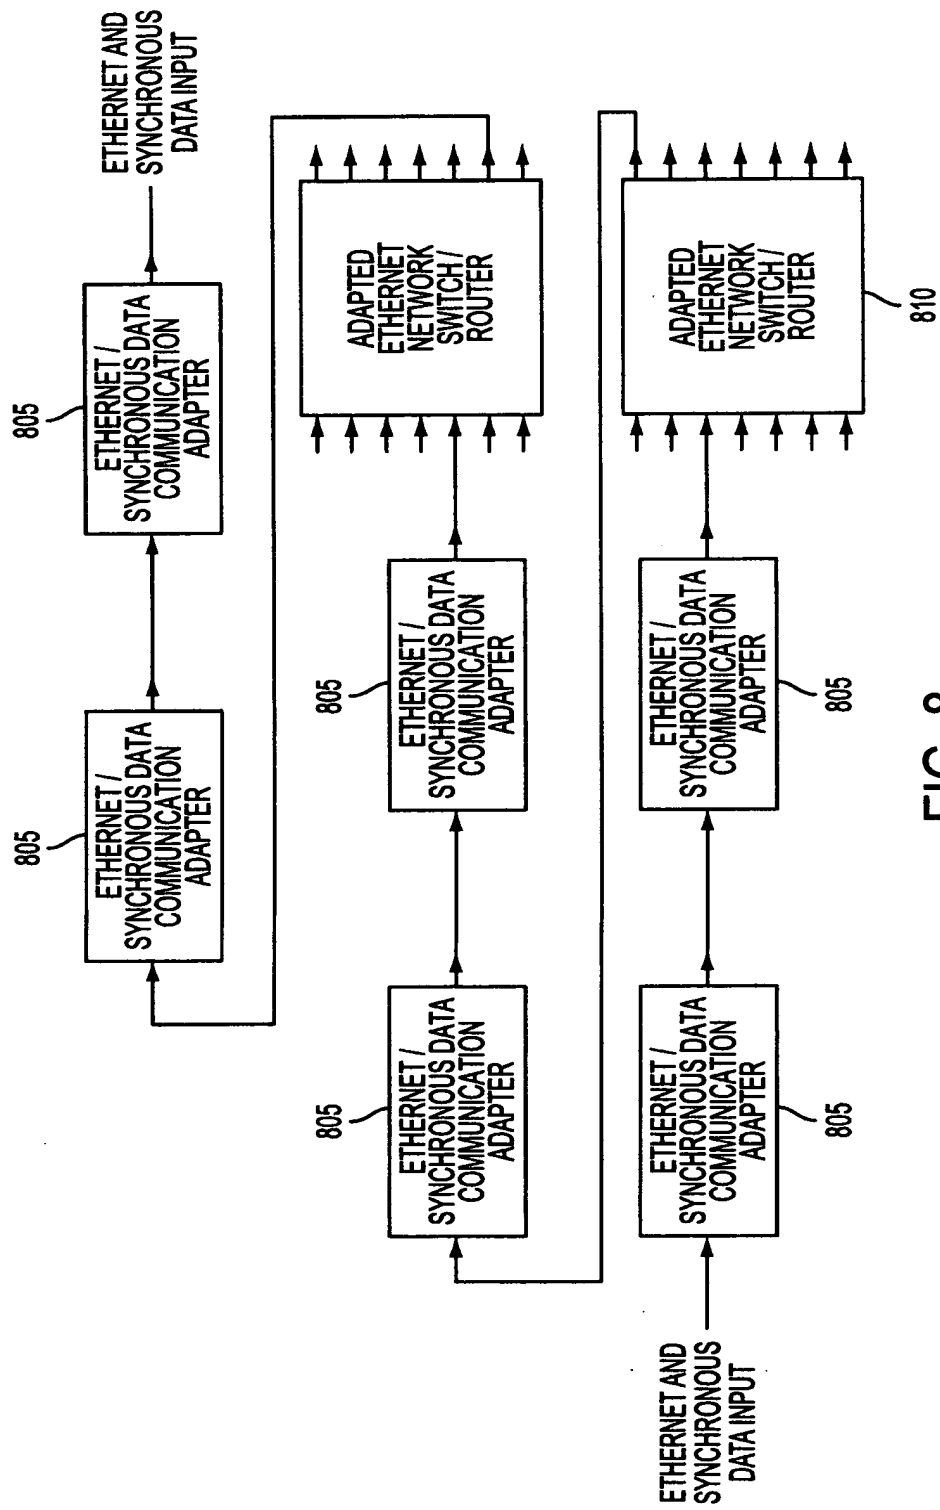 ETHERNET AND
SYNCHRONOUS
DATA INPUT
805
ETHERNET /
SYNCHRONOUS DATA
COMMUNICATION
ADAPTER
805
ETHERNET /
SYNCHRONOUS DATA
COMMUNICATION
ADAPTER
805
ETHERNET /
SYNCHRONOUS DATA
COMMUNICATION
ADAPTER
805
ETHERNET /
SYNCHRONOUS DATA
COMMUNICATION
ADAPTER
ADAPTED
ETHERNET
NETWORK
SWITCH /
ROUTER
ETHERNET AND
SYNCHRONOUS
DATA INPUT
ETHERNET /
SYNCHRONOUS DATA
COMMUNICATION
ADAPTER
805
ETHERNET /
SYNCHRONOUS DATA
COMMUNICATION
ADAPTER
805
ADAPTED
ETHERNET
NETWORK
SWITCH /
ROUTER
810